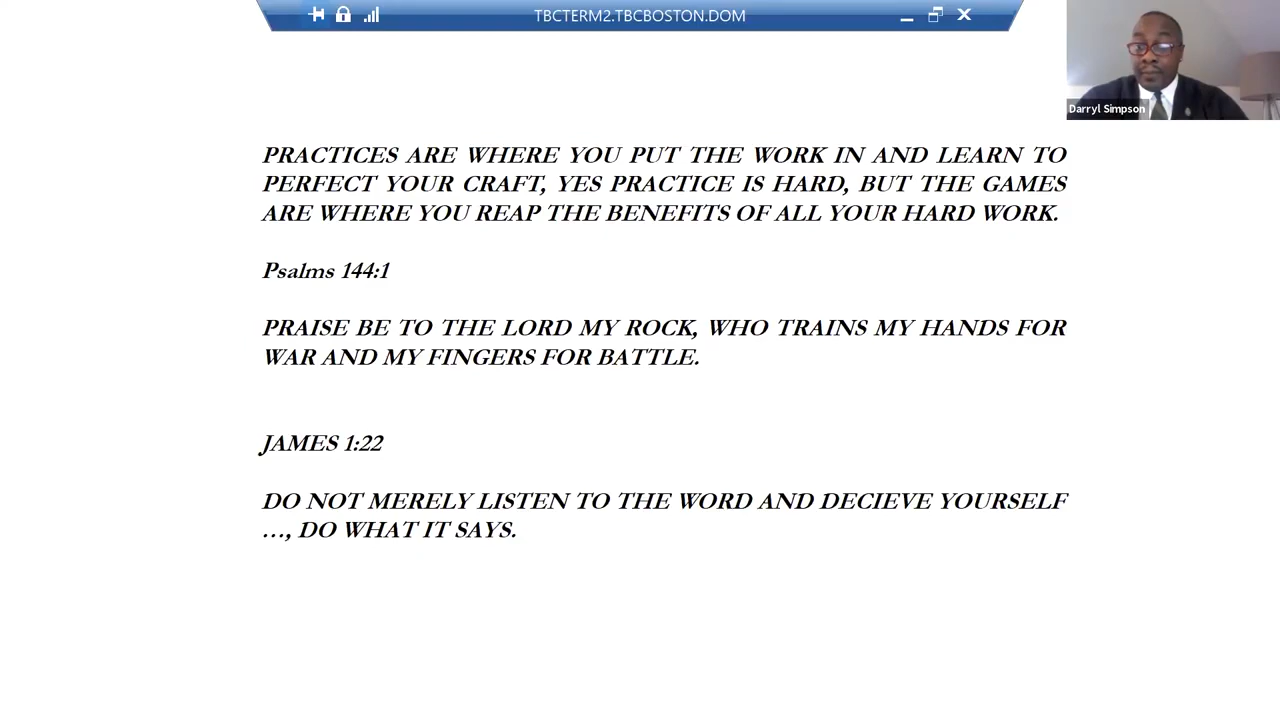 TBCTERM2.TBCBOSTON.DOM
Darryl Simpson
PRACTICES ARE WHERE YOU PUT THE WORK IN AND LEARN TO
PERFECT YOUR CRAFT, YES PRACTICE IS HARD, BUT THE GAMES
ARE WHERE YOU REAP THE BENEFITS OF ALL YOUR HARD WORK.
Psalms 144:1
PRAISE BE TO THE LORD MY ROCK, WHO TRAINS MY HANDS FOR
WAR AND MY FINGERS FOR BATTLE.
JAMES 1:22
DO NOT MERELY LISTEN TO THE WORD AND DECIEVE YOURSELF
…, DO WHAT IT SAYS.